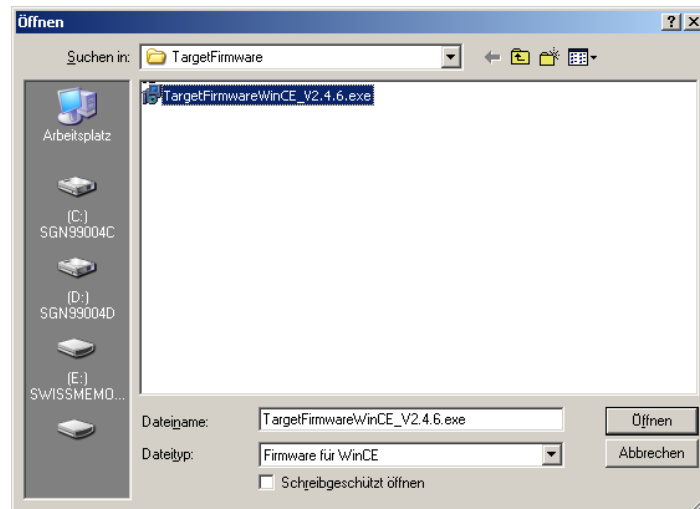 Öffnen
Suchen in:
TargetFirmware
TargetFirmwareWinCE_V2.4.6.exe
Arbeitsplatz
(C:)
SGN99004C
(D:)
SGN99004D
(E:)
SWISSMEMO...
Dateiname:
TargetFirmwareWinCE_V2.4.6.exe
Öffnen
Dateityp:
Firmware für WinCE
Abbrechen
Schreibgeschützt öffnen